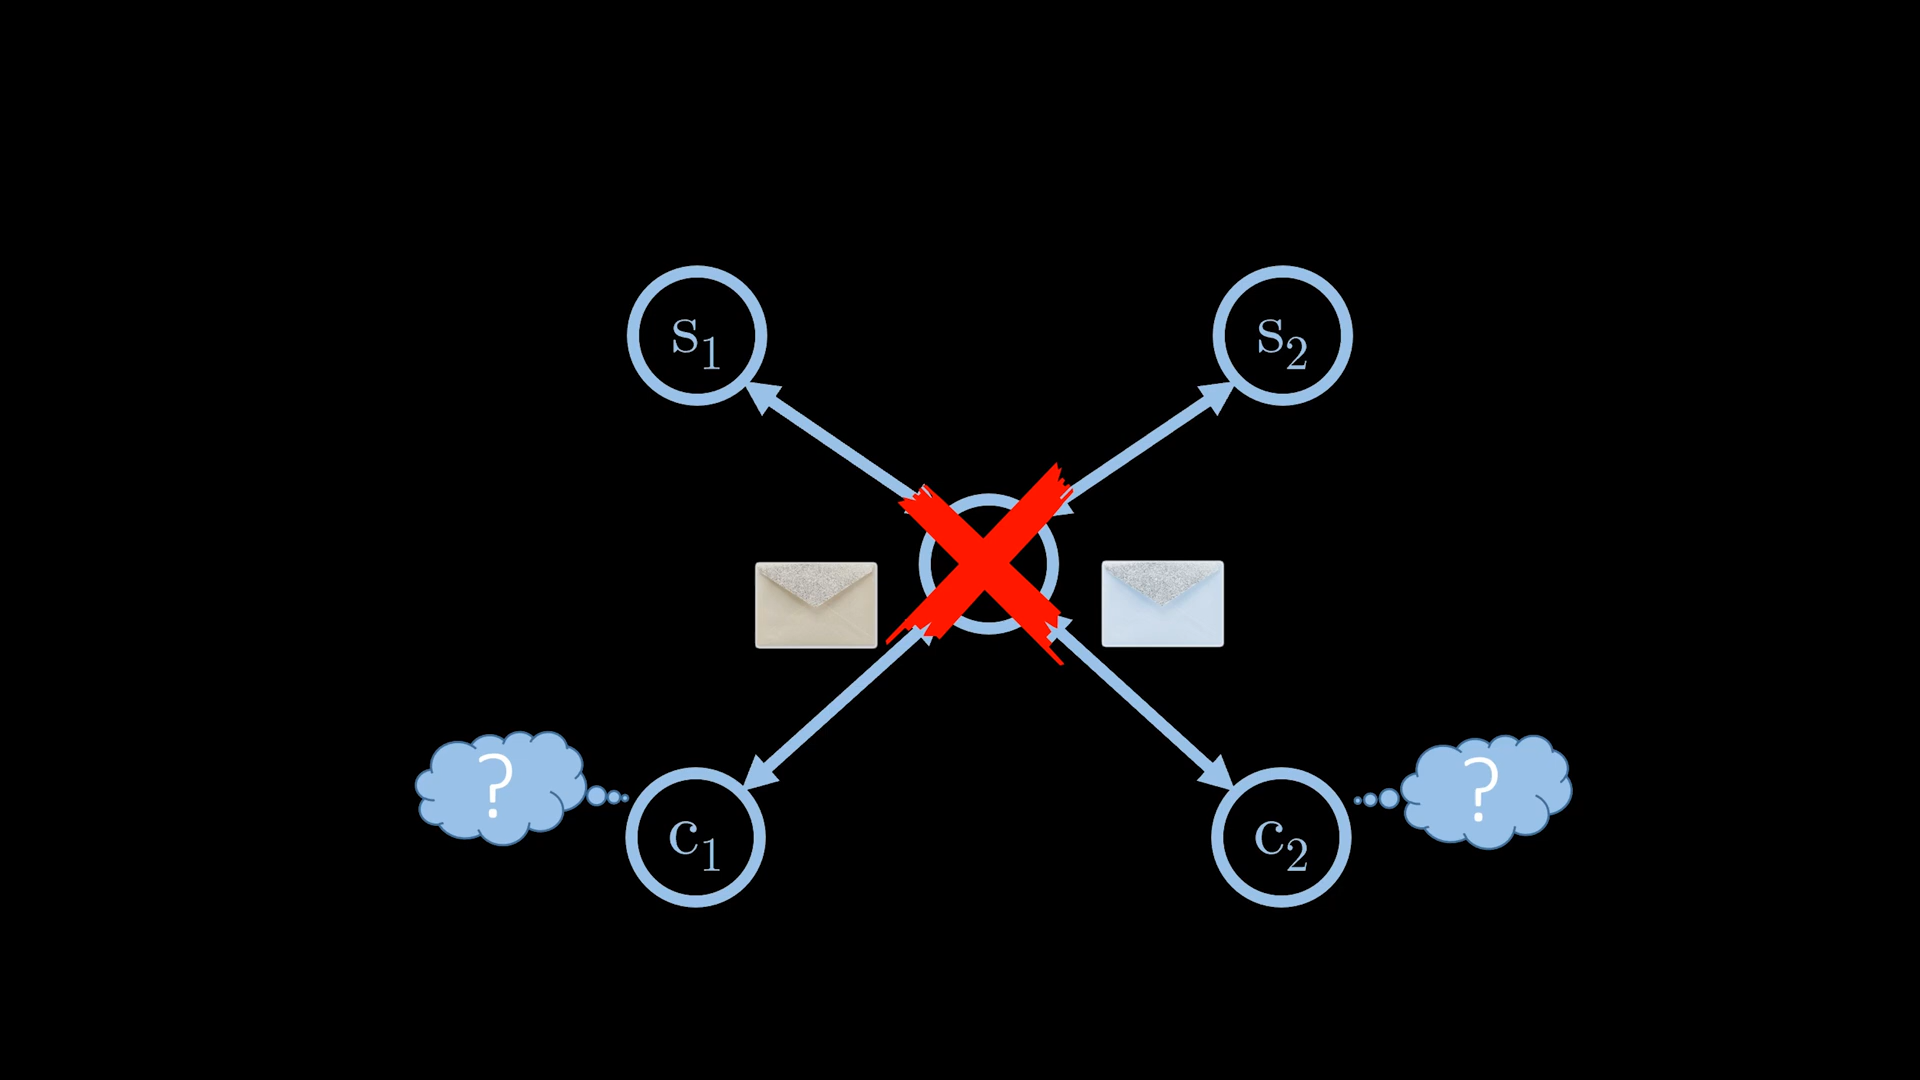 s₁
s₂
?
?
c₁
c₂